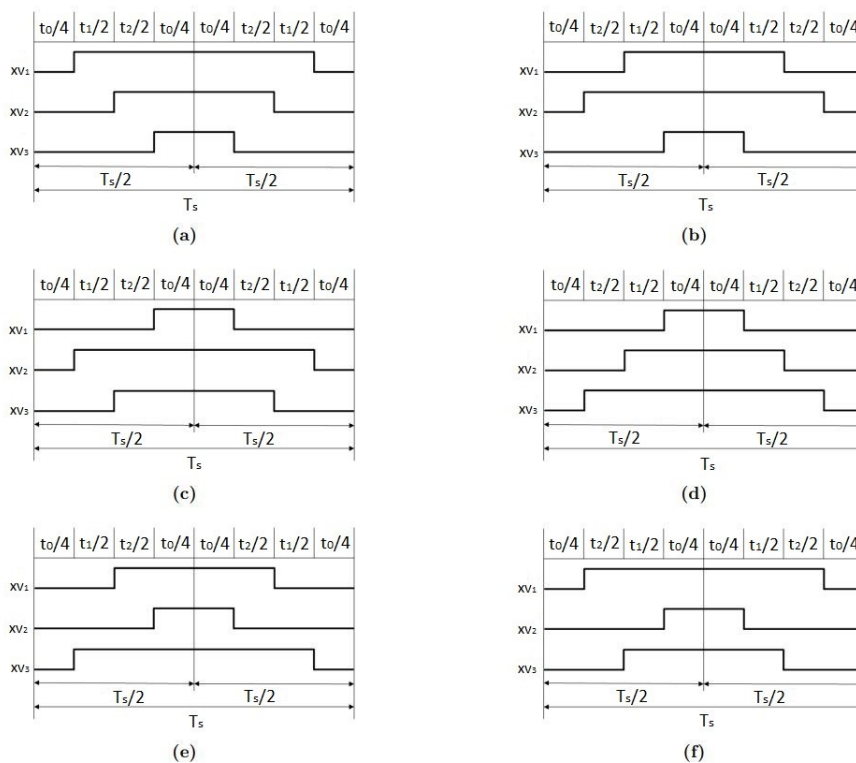 t0/4 t1/2 t2/2 t0/4 t0/4 t2/2 t1/2 t0/4
xv1
xv2
xv3
Ts/2 Ts/2
Ts
(a)
t0/4 t2/2 t1/2 t0/4 t0/4 t1/2 t2/2 t0/4
xv1
xv2
xv3
Ts/2 Ts/2
Ts
(b)
t0/4 t1/2 t2/2 t0/4 t0/4 t2/2 t1/2 t0/4
xv1
xv2
xv3
Ts/2 Ts/2
Ts
(c)
t0/4 t2/2 t1/2 t0/4 t0/4 t1/2 t2/2 t0/4
xv1
xv2
xv3
Ts/2 Ts/2
Ts
(d)
t0/4 t1/2 t2/2 t0/4 t0/4 t2/2 t1/2 t0/4
xv1
xv2
xv3
Ts/2 Ts/2
Ts
(e)
t0/4 t2/2 t1/2 t0/4 t0/4 t1/2 t2/2 t0/4
xv1
xv2
xv3
Ts/2 Ts/2
Ts
(f)